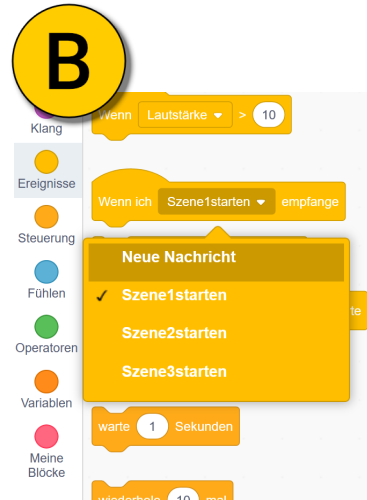 B
Klang
Wenn Lautstärke > 10
Ereignisse
Wenn ich Szene1starten empfange
Steuerung
Neue Nachricht
Fühlen
✓ Szene1starten
te
Szene2starten
Operatoren
Szene3starten
Variablen
warte 1 Sekunden
Meine
Blöcke
wiederhole 10 mal